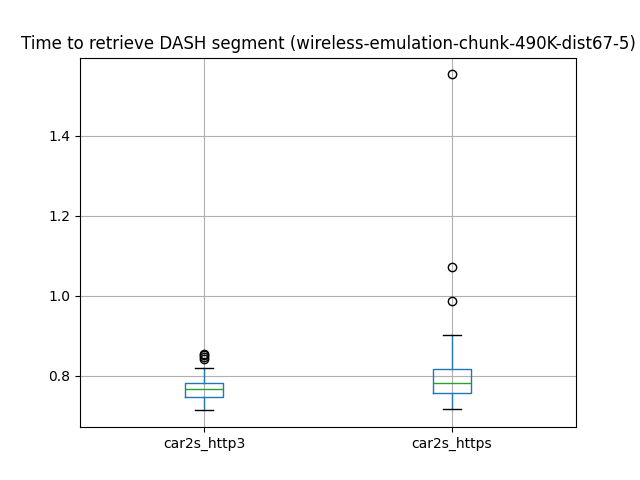 Time to retrieve DASH segment (wireless-emulation-chunk-490K-dist67-5)
1.4
1.2
1.0
0.8
car2s_http3
car2s_https